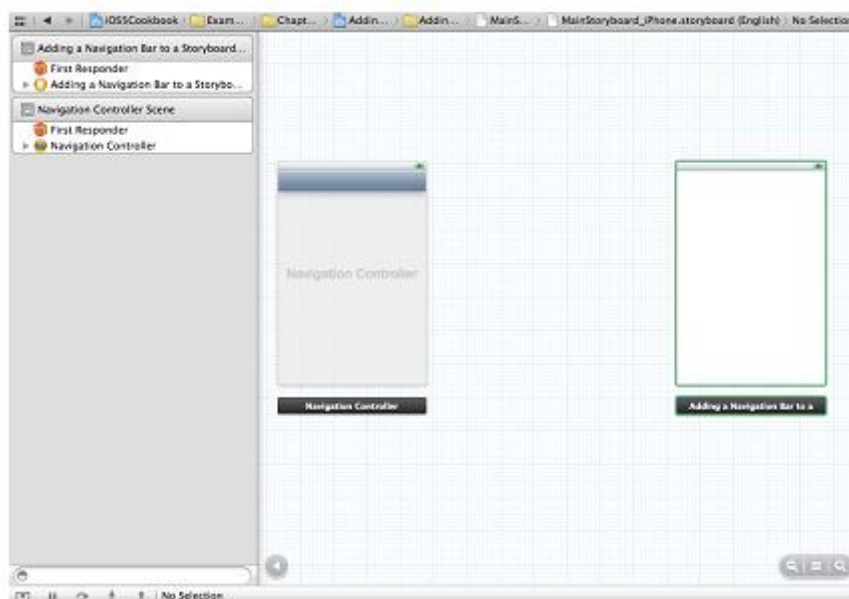 iOS5Cookbook Exam... Chapt... Addin... Addin... MainS... MainStoryboard_iPhone.storyboard (English) No Selection
Adding a Navigation Bar to a Storyboard...
First Responder
Adding a Navigation Bar to a Storybo...
Navigation Controller Scene
First Responder
Navigation Controller
Navigation Controller
Navigation Controller
Adding a Navigation Bar to a
No Selection